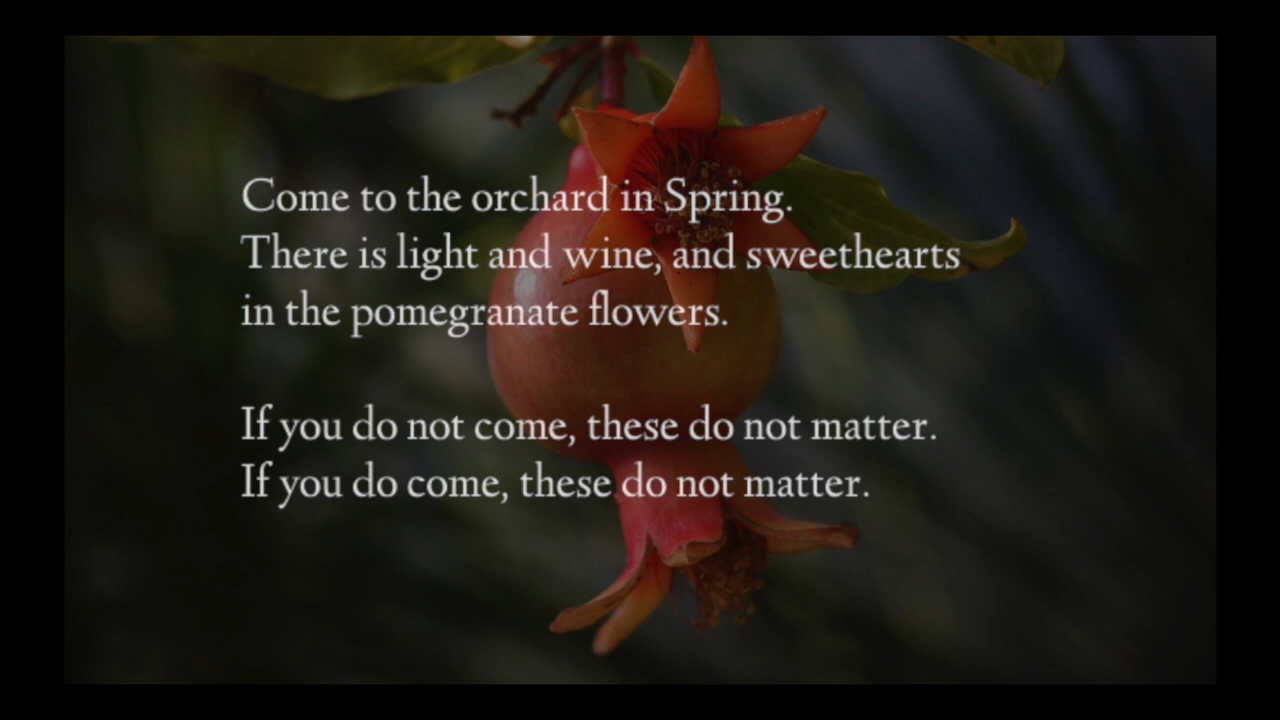 Come to the orchard in Spring.
There is light and wine, and sweethearts
in the pomegranate flowers.
If you do not come, these do not matter.
If you do come, these do not matter.